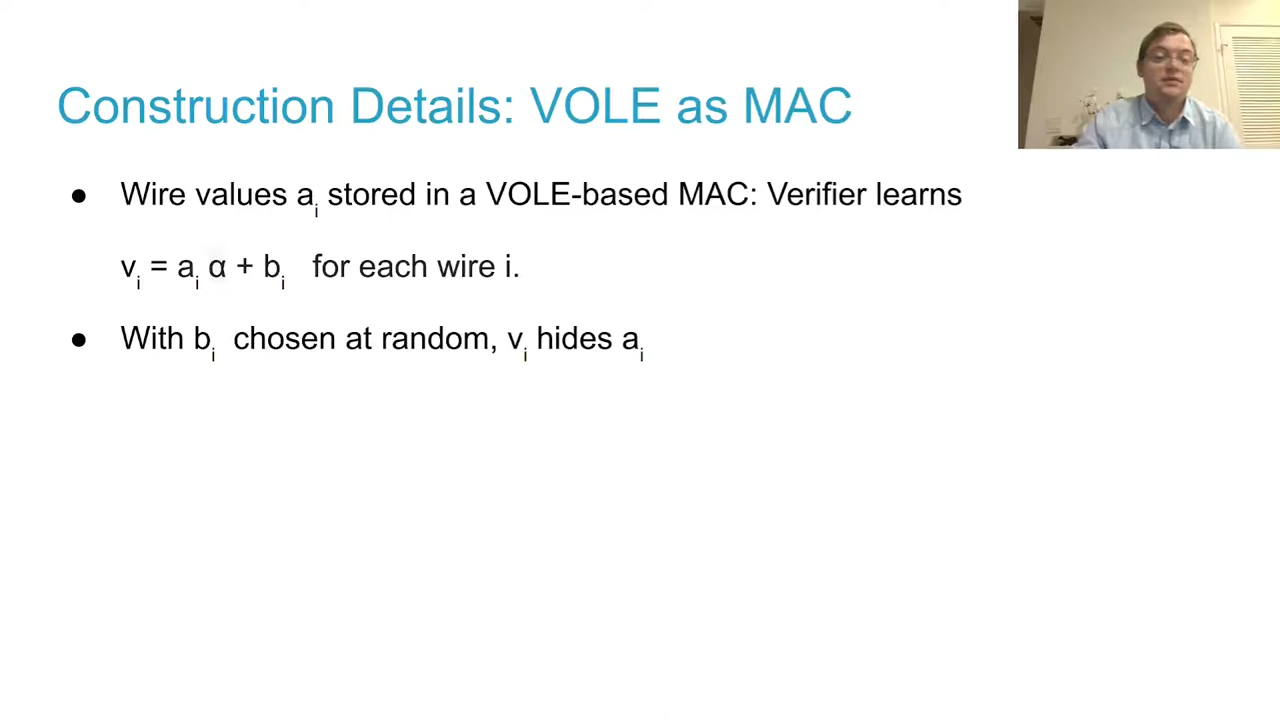 Construction Details: VOLE as MAC
● Wire values aᵢ stored in a VOLE-based MAC: Verifier learns
vᵢ = aᵢ α + bᵢ for each wire i.
● With bᵢ chosen at random, vᵢ hides aᵢ